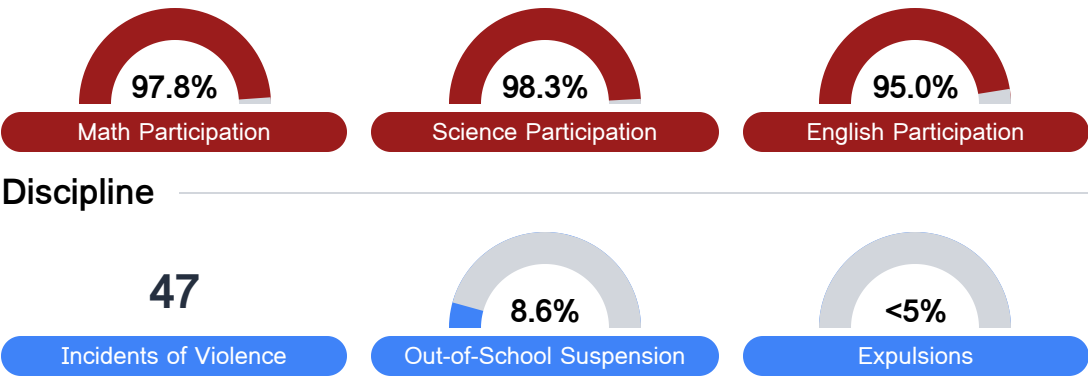 97.8%
98.3%
95.0%
Math Participation
Science Participation
English Participation
Discipline
47
8.6%
<5%
Incidents of Violence
Out-of-School Suspension
Expulsions